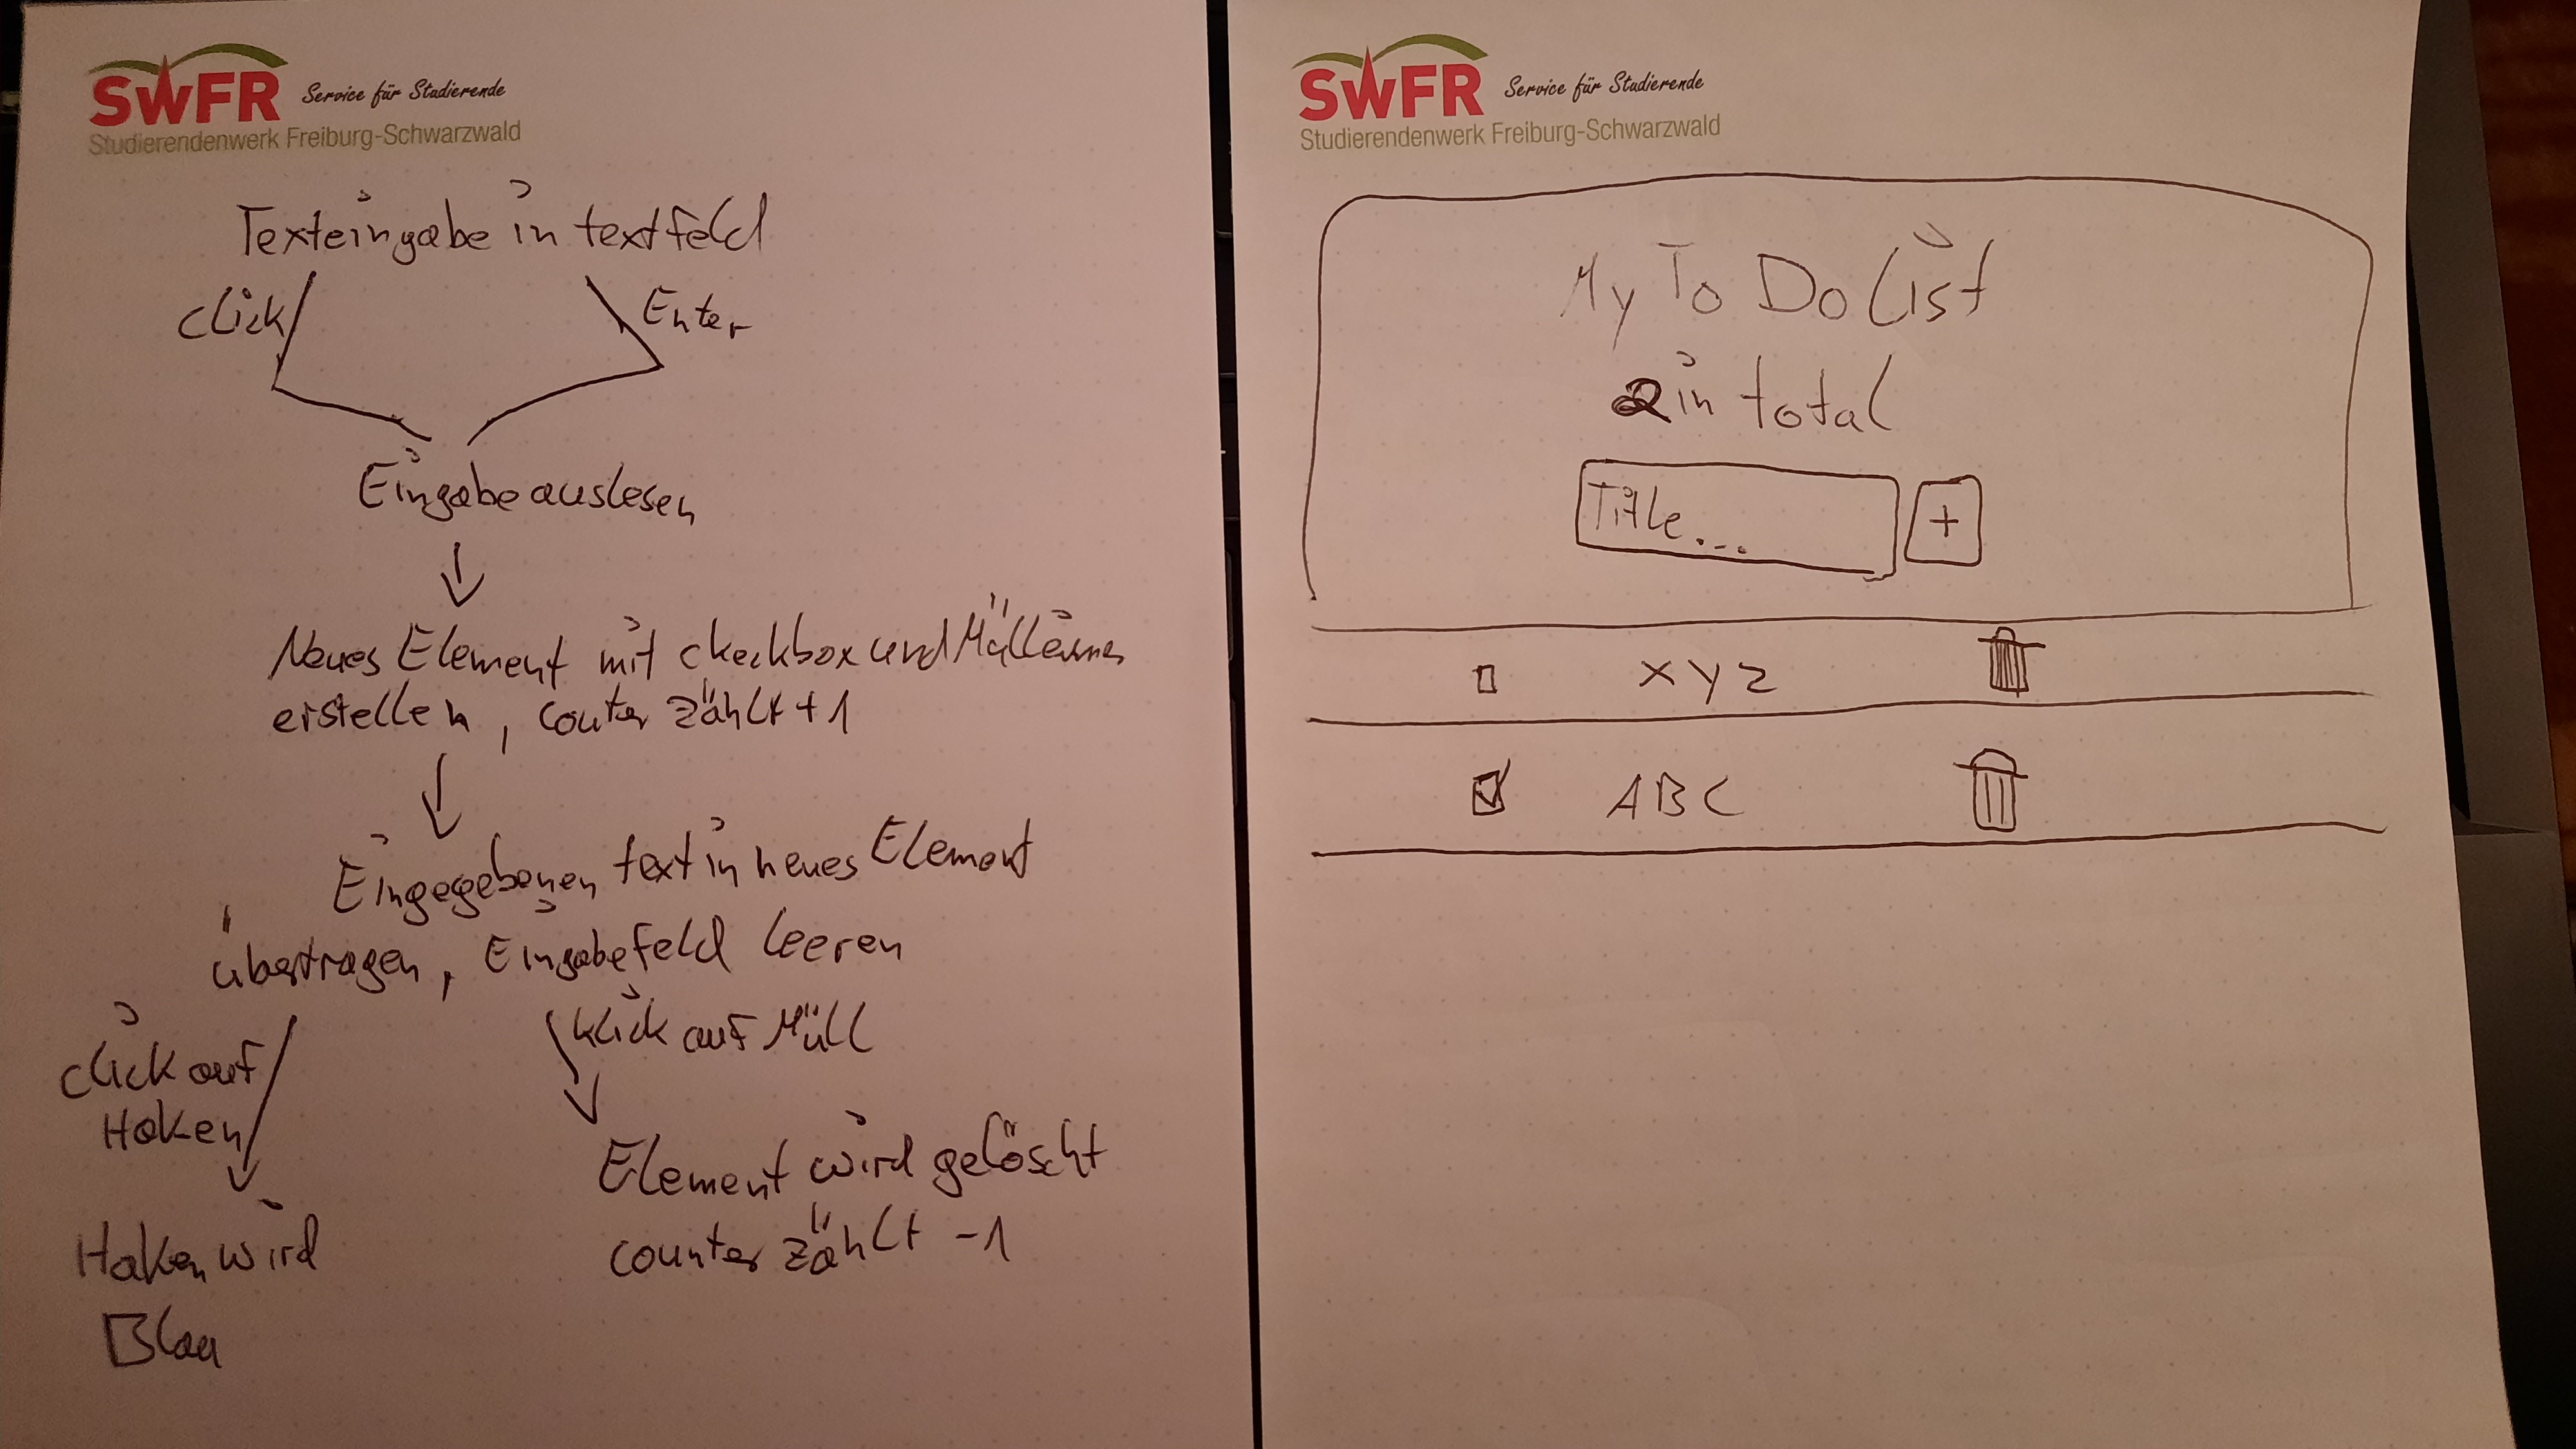 SWFR Service für Studierende
Studierendenwerk Freiburg-Schwarzwald
Texteingabe in textfeld
click
Enter
Eingabe auslesen
Neues Element mit checkbox und Mülleimer
erstellen, couter zählt +1
Eingegebenen text in neues Element
übertragen, Eingabefeld leeren
click auf
Haken
klick auf Müll
Haken wird
Blau
Element wird gelöscht
counter zählt -1
SWFR Service für Studierende
Studierendenwerk Freiburg-Schwarzwald
My To Do List
2 in total
Title...
+
x y z
A B C